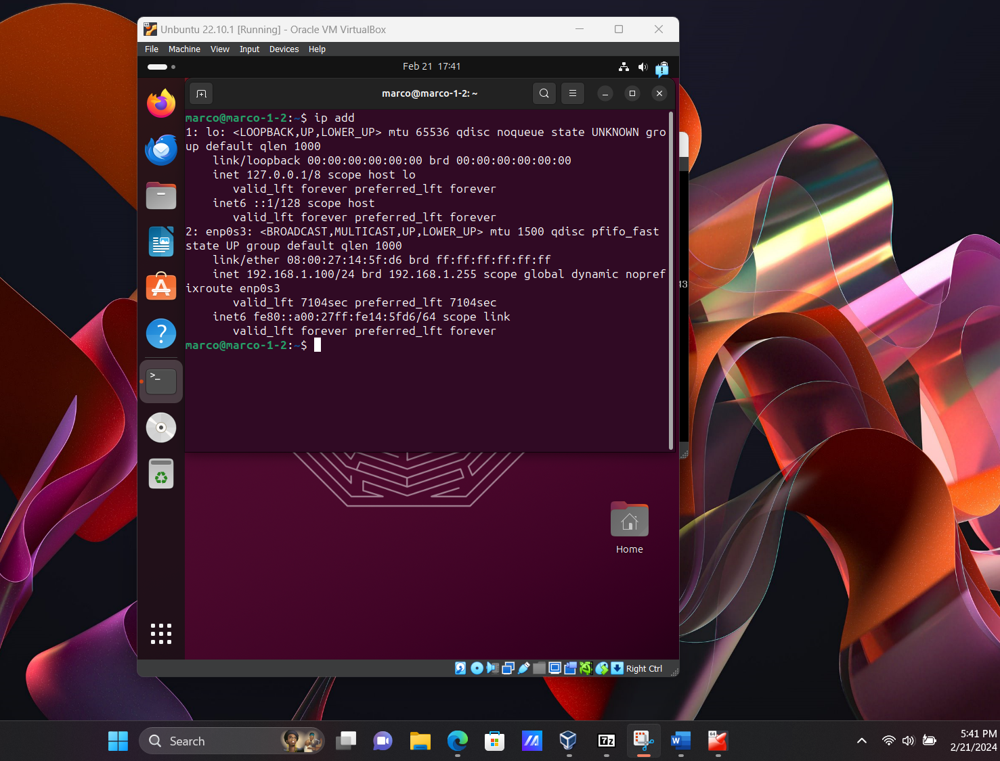 Unbuntu 22.10.1 [Running] - Oracle VM VirtualBox
File Machine View Input Devices Help
Feb 21 17:41
marco@marco-1-2: ~
marco@marco-1-2:~$ ip add
1: lo: <LOOPBACK,UP,LOWER_UP> mtu 65536 qdisc noqueue state UNKNOWN gro
up default qlen 1000
link/loopback 00:00:00:00:00:00 brd 00:00:00:00:00:00
inet 127.0.0.1/8 scope host lo
valid_lft forever preferred_lft forever
inet6 ::1/128 scope host
valid_lft forever preferred_lft forever
2: enp0s3: <BROADCAST,MULTICAST,UP,LOWER_UP> mtu 1500 qdisc pfifo_fast
state UP group default qlen 1000
link/ether 08:00:27:14:5f:d6 brd ff:ff:ff:ff:ff:ff
inet 192.168.1.100/24 brd 192.168.1.255 scope global dynamic nopref
ixroute enp0s3
valid_lft 7104sec preferred_lft 7104sec
inet6 fe80::a00:27ff:fe14:5fd6/64 scope link
valid_lft forever preferred_lft forever
marco@marco-1-2:~$
Home
Right Ctrl
Search
7z
W
64
5:41 PM
2/21/2024